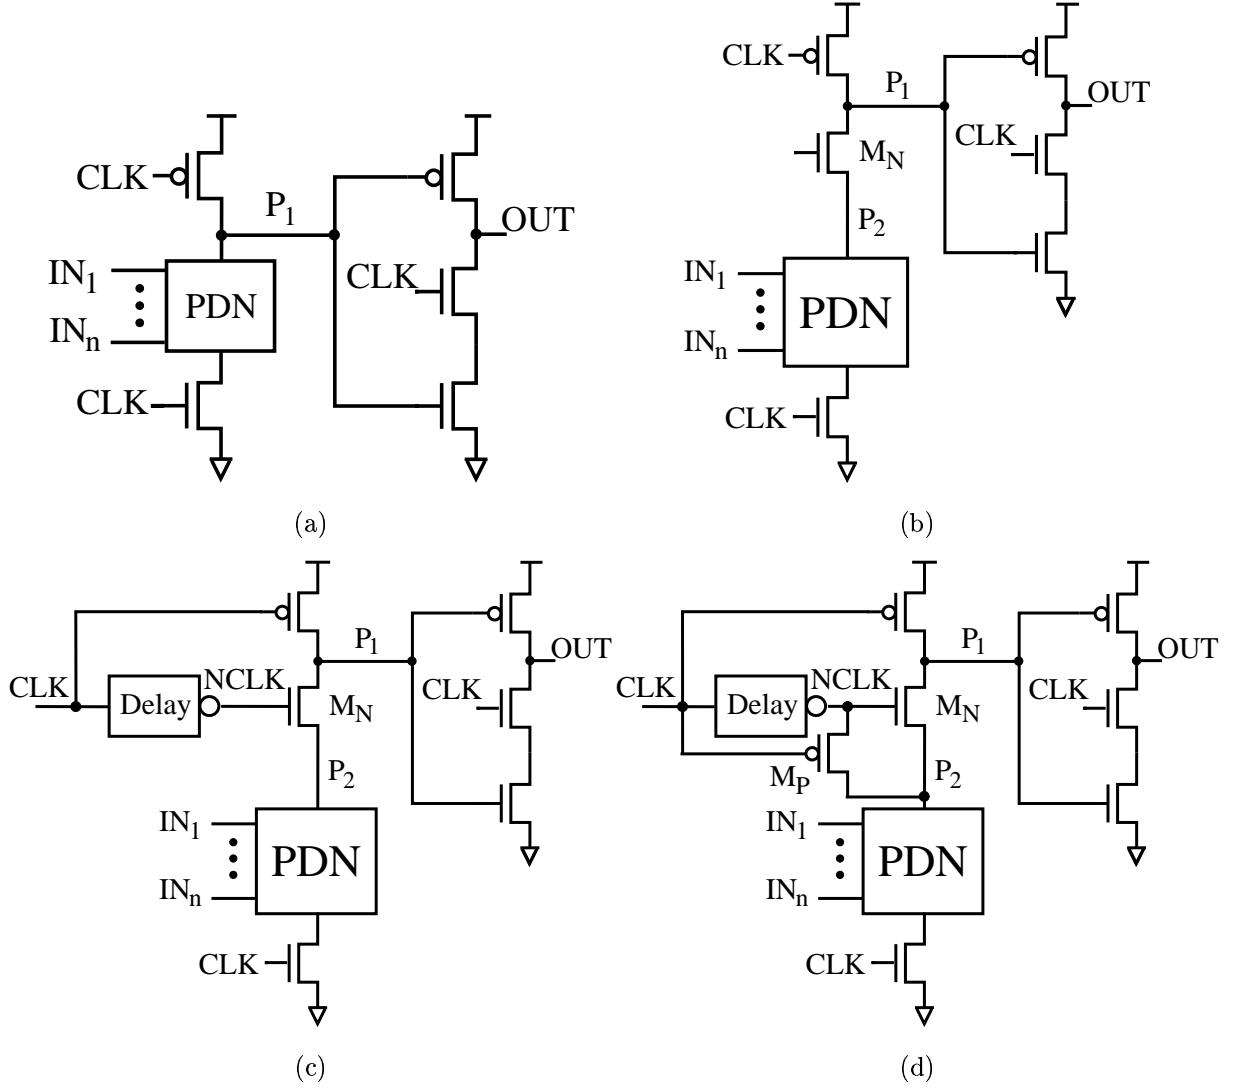 CLK
P1
OUT
IN1
CLK
PDN
INn
CLK
(a)
CLK
P1
OUT
CLK
MN
P2
IN1
PDN
INn
CLK
(b)
P1
OUT
CLK
NCLK
CLK
Delay
MN
P2
IN1
PDN
INn
CLK
(c)
P1
OUT
CLK
NCLK
CLK
Delay
MN
MP
P2
IN1
PDN
INn
CLK
(d)